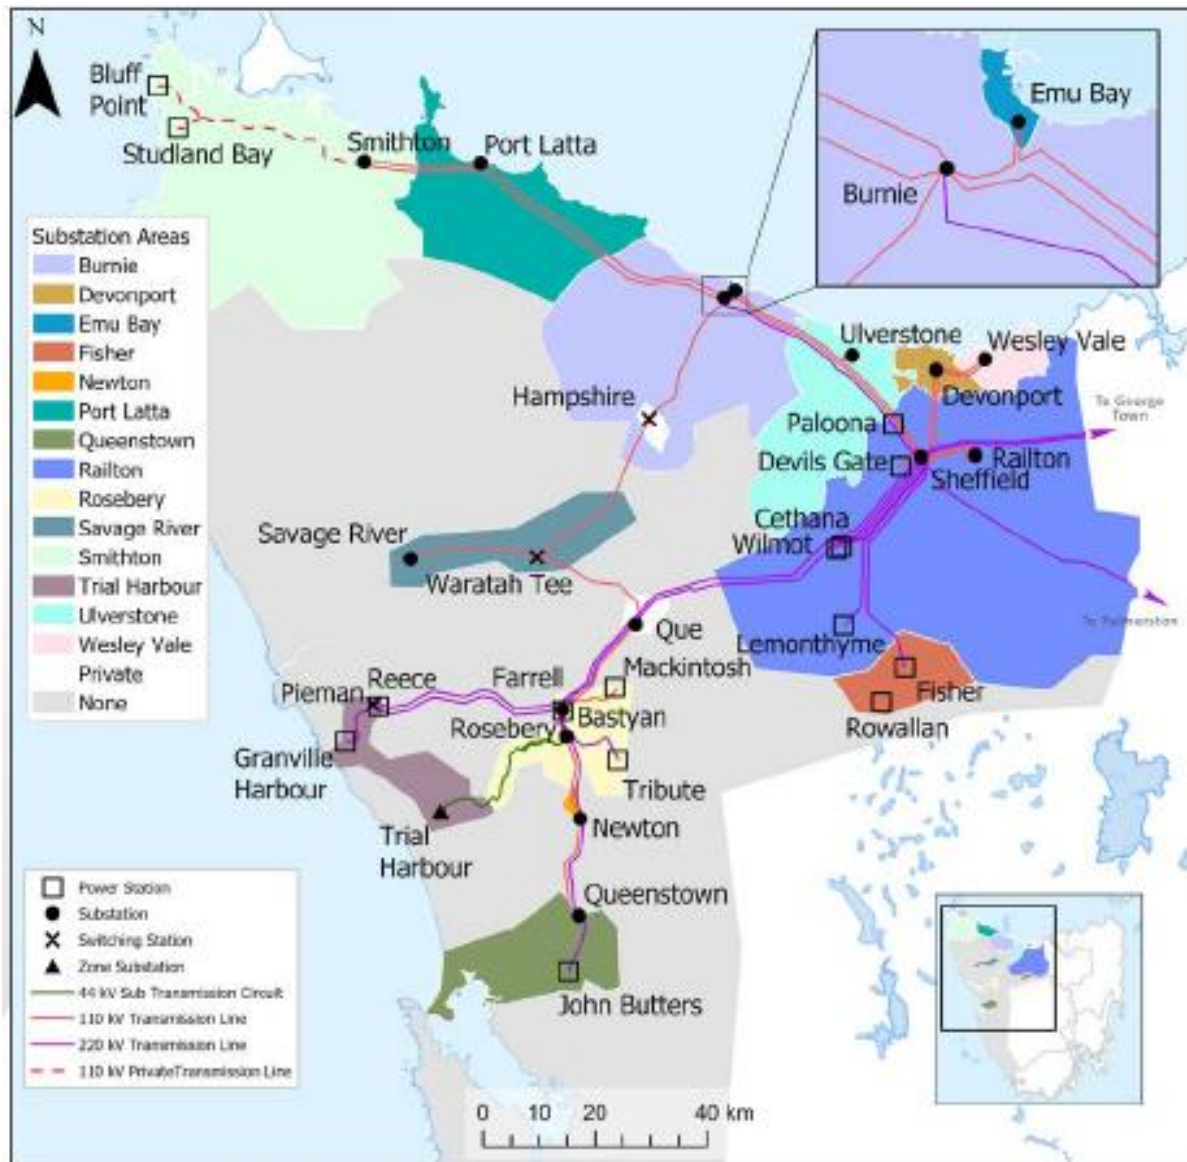 N
Bluff
Point
Studland Bay
Smithton
Port Latta
Emu Bay
Burnie
Substation Areas
Burnie
Devonport
Emu Bay
Fisher
Newton
Port Latta
Queenstown
Railton
Rosebery
Savage River
Smithton
Trial Harbour
Ulverstone
Wesley Vale
Private
None
Ulverstone
Wesley Vale
Devonport
Hampshire
Paloona
To George
Town
Devils Gate
Railton
Sheffield
Cethana
Wilmot
Savage River
Waratah Tee
Que
Lemonthyme
To Palmerston
Mackintosh
Farrell
Reece
Pieman
Fisher
Bastyan
Rosebery
Rowallan
Granville
Harbour
Tribute
Newton
Trial
Harbour
Queenstown
John Butters
Power Station
Substation
Switching Station
Zone Substation
44 kV Sub Transmission Circuit
110 kV Transmission Line
220 kV Transmission Line
110 kV PrivateTransmission Line
0 10 20 40 km